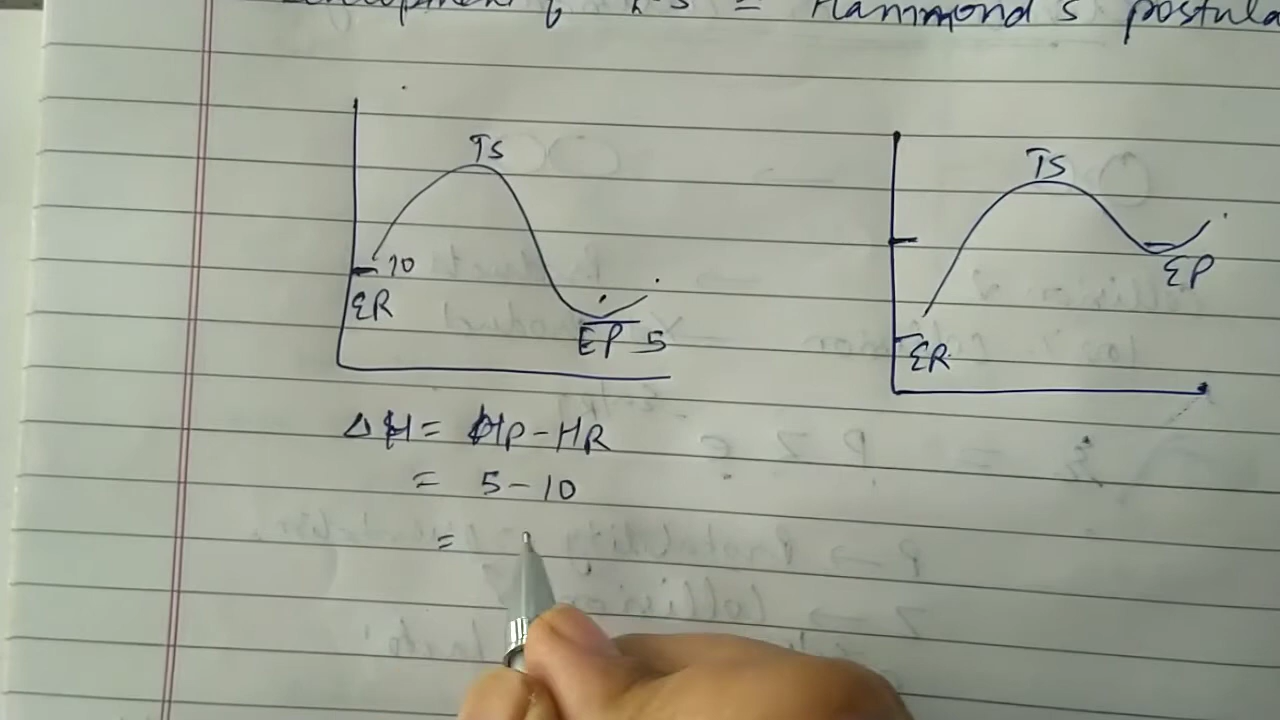 = Hammond's postula
TS
10
ER
EP 5
TS
EP
ER
ΔH = HP - HR
= 5 - 10
=